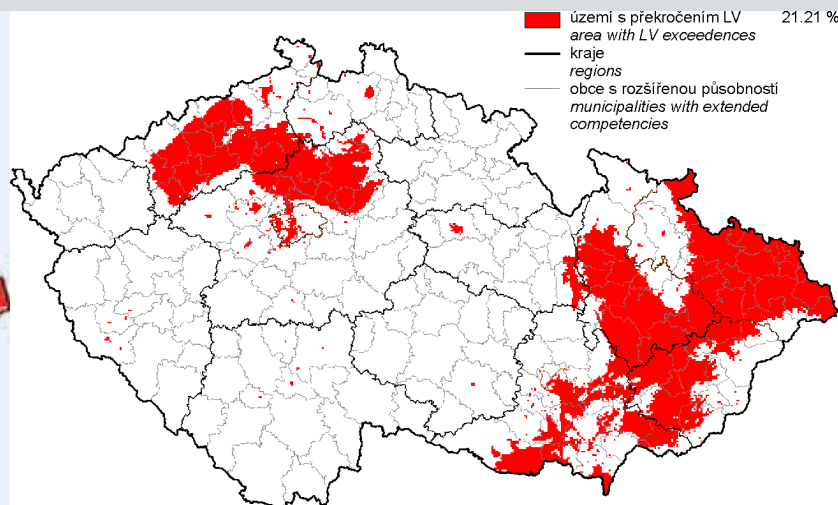 území s překročením LV 21.21 %
area with LV exceedences
kraje
regions
obce s rozšířenou působností
municipalities with extended
competencies